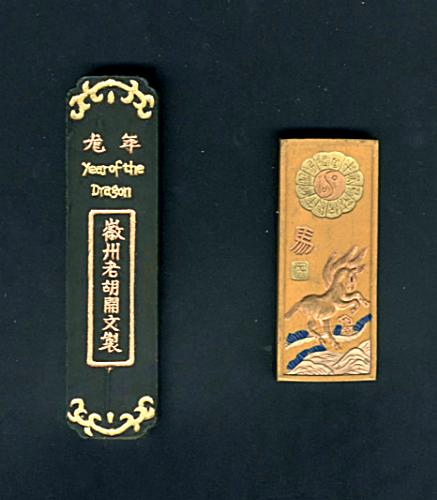 龙年
Year of the
Dragon
徽州老胡開文製
馬